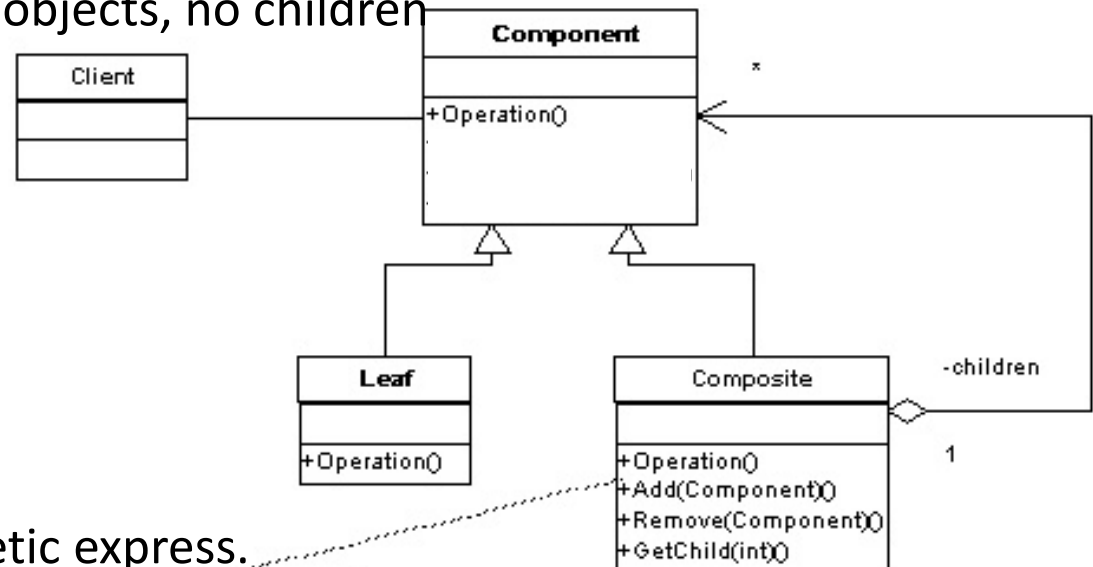 objects, no children
Component
Client
*
+Operation()
-children
Leaf
Composite
1
+Operation()
+Operation()
+Add(Component)()
+Remove(Component)()
+GetChild(int)()
etic express.